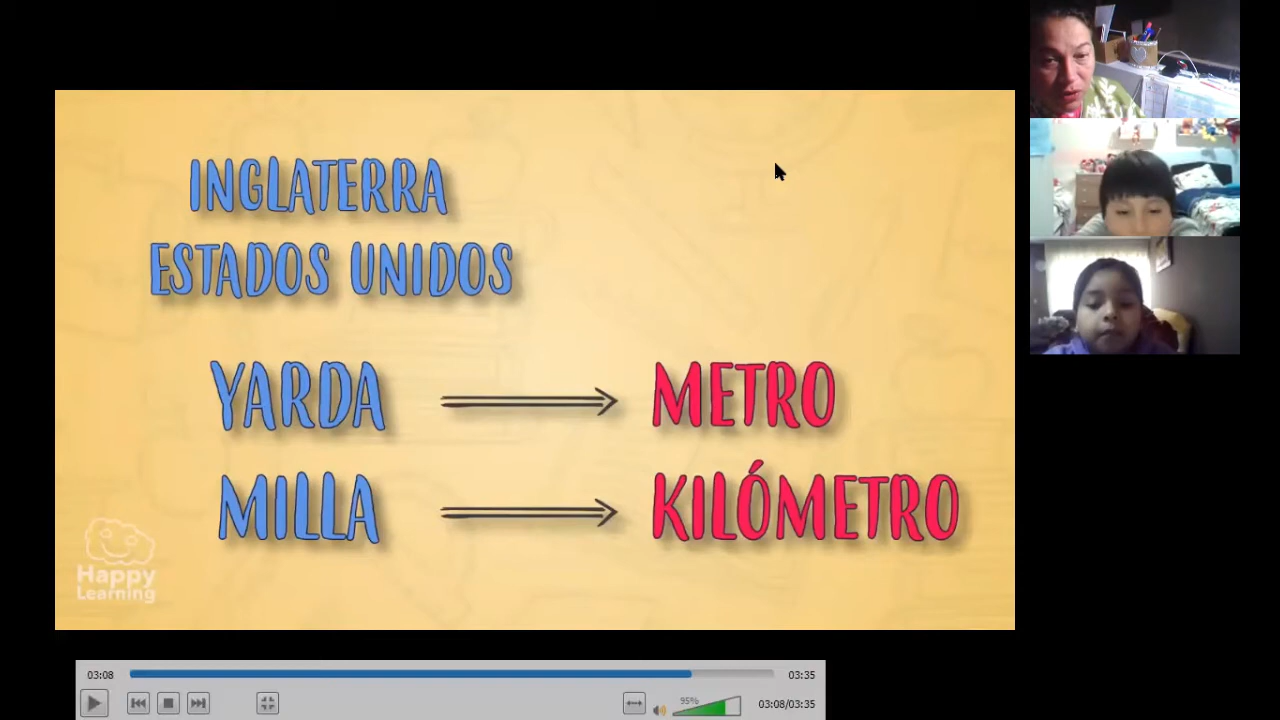 INGLATERRA
ESTADOS UNIDOS
YARDA METRO
MILLA KILÓMETRO
Happy
Learning
03:08 03:35
95%
03:08/03:35